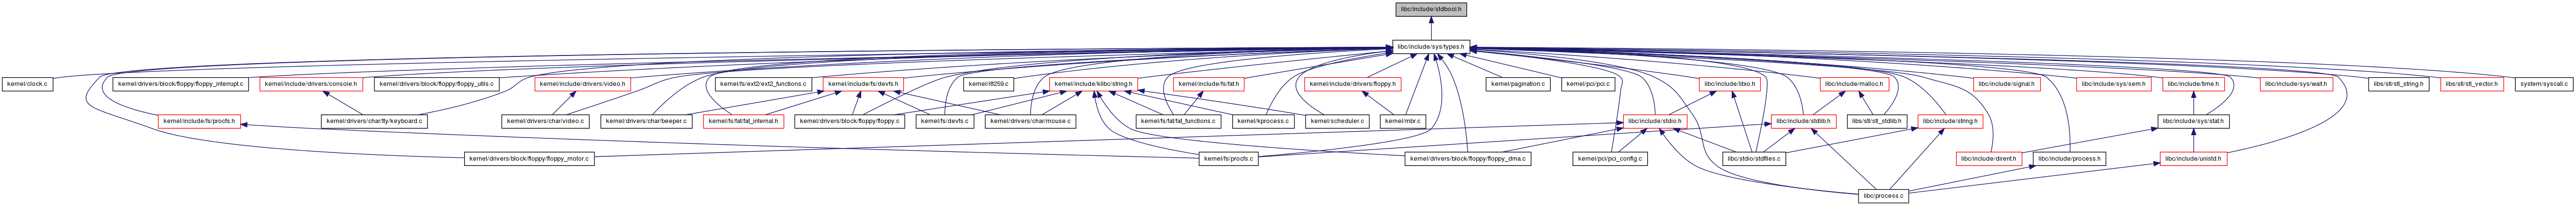 libc/include/stdbool.h
libc/include/sys/types.h
kernel/clock.c
kernel/drivers/block/floppy/floppy_interrupt.c
kernel/include/drivers/console.h
kernel/drivers/block/floppy/floppy_utils.c
kernel/include/drivers/video.h
kernel/fs/ext2/ext2_functions.c
kernel/include/fs/devfs.h
kernel/i8259.c
kernel/include/klibc/string.h
kernel/include/fs/fat.h
kernel/include/drivers/floppy.h
kernel/pagination.c
kernel/pci/pci.c
libc/include/libio.h
libc/include/malloc.h
libc/include/signal.h
libc/include/sys/sem.h
libc/include/time.h
libc/include/sys/wait.h
libs/stl/stl_string.h
libs/stl/stl_vector.h
system/syscall.c
kernel/include/fs/procfs.h
kernel/drivers/char/tty/keyboard.c
kernel/drivers/char/video.c
kernel/drivers/char/beeper.c
kernel/fs/fat/fat_internal.h
kernel/drivers/block/floppy/floppy.c
kernel/fs/devfs.c
kernel/drivers/char/mouse.c
kernel/fs/fat/fat_functions.c
kernel/kprocess.c
kernel/scheduler.c
kernel/mbr.c
libc/include/stdio.h
libc/include/stdlib.h
libs/stl/stl_stdlib.h
libc/include/string.h
libc/include/sys/stat.h
kernel/drivers/block/floppy/floppy_motor.c
kernel/fs/procfs.c
kernel/drivers/block/floppy/floppy_dma.c
kernel/pci/pci_config.c
libc/stdio/stdfiles.c
libc/include/dirent.h
libc/include/process.h
libc/include/unistd.h
libc/process.c